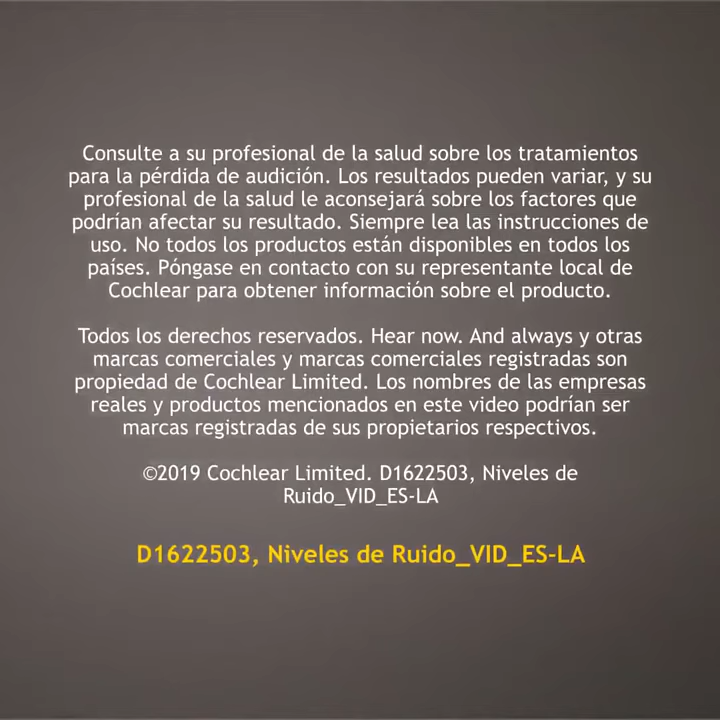 Consulte a su profesional de la salud sobre los tratamientos
para la pérdida de audición. Los resultados pueden variar, y su
profesional de la salud le aconsejará sobre los factores que
podrían afectar su resultado. Siempre lea las instrucciones de
uso. No todos los productos están disponibles en todos los
países. Póngase en contacto con su representante local de
Cochlear para obtener información sobre el producto.
Todos los derechos reservados. Hear now. And always y otras
marcas comerciales y marcas comerciales registradas son
propiedad de Cochlear Limited. Los nombres de las empresas
reales y productos mencionados en este video podrían ser
marcas registradas de sus propietarios respectivos.
©2019 Cochlear Limited. D1622503, Niveles de
Ruido_VID_ES-LA
D1622503, Niveles de Ruido_VID_ES-LA